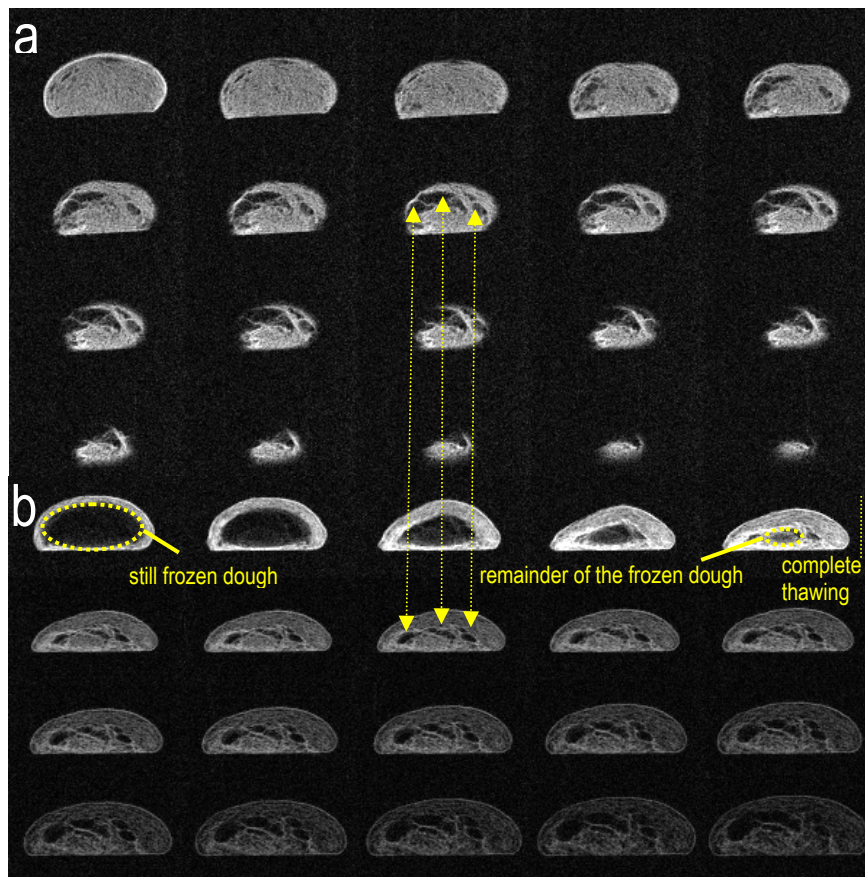 a
b
still frozen dough
remainder of the frozen dough
complete
thawing